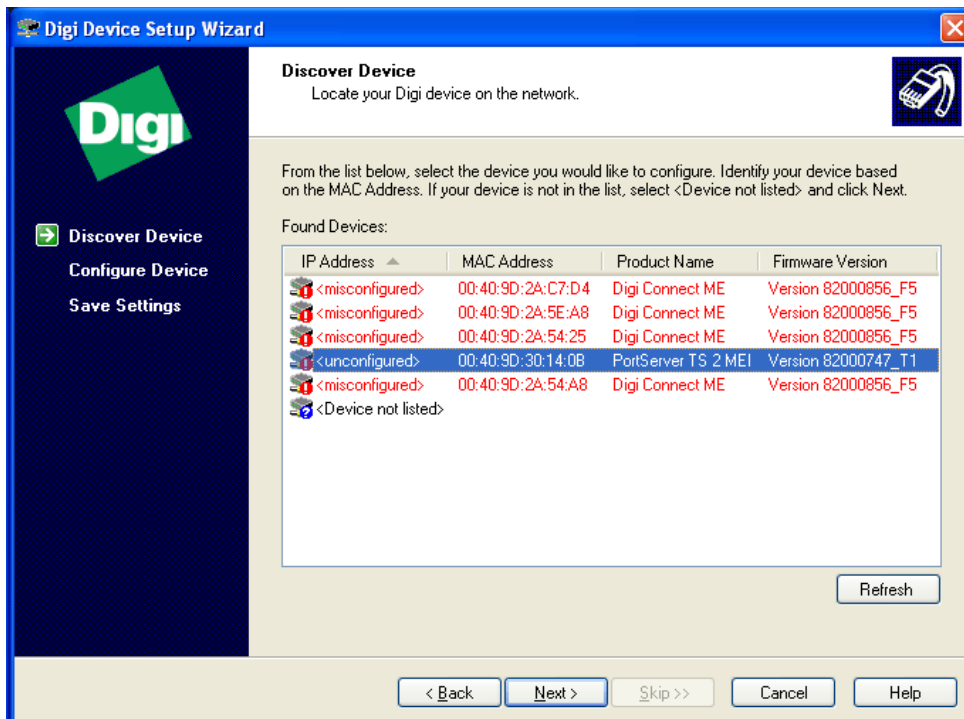 Digi Device Setup Wizard
Digi
Discover Device
Configure Device
Save Settings
Discover Device
Locate your Digi device on the network.
From the list below, select the device you would like to configure. Identify your device based
on the MAC Address. If your device is not in the list, select <Device not listed> and click Next.
Found Devices:
IP Address MAC Address Product Name Firmware Version
<misconfigured> 00:40:9D:2A:C7:D4 Digi Connect ME Version 82000856_F5
<misconfigured> 00:40:9D:2A:5E:A8 Digi Connect ME Version 82000856_F5
<misconfigured> 00:40:9D:2A:54:25 Digi Connect ME Version 82000856_F5
<unconfigured> 00:40:9D:30:14:0B PortServer TS 2 MEI Version 82000747_T1
<misconfigured> 00:40:9D:2A:54:A8 Digi Connect ME Version 82000856_F5
<Device not listed>
Refresh
< Back Next > Skip >> Cancel Help